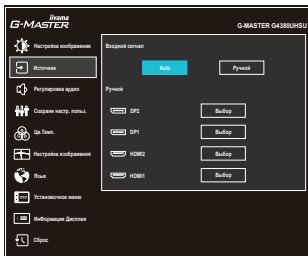 iiyama
G-MASTER
G-MASTER G4380UHSU
Настройка изображения
Источник
Регулировка аудио
Сохрани настр. польз.
Цв.Темп.
Настройка изображения
Язык
Установочное меню
Информация Дисплея
Сброс
Входной сигнал
Auto
Ручной
Ручной
DP2
Выбор
DP1
Выбор
HDMI2
Выбор
HDMI1
Выбор